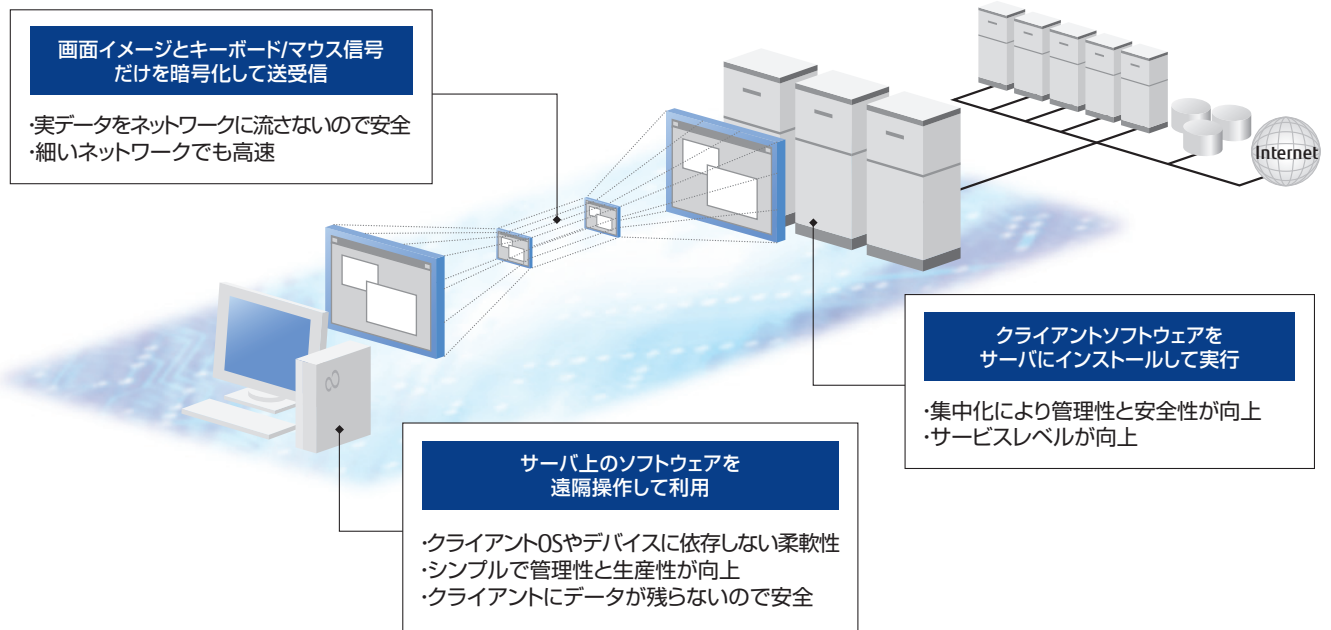 画面イメージとキーボード/マウス信号
だけを暗号化して送受信
・実データをネットワークに流さないので安全
・細いネットワークでも高速
Internet
クライアントソフトウェアを
サーバにインストールして実行
・集中化により管理性と安全性が向上
・サービスレベルが向上
サーバ上のソフトウェアを
遠隔操作して利用
・クライアントOSやデバイスに依存しない柔軟性
・シンプルで管理性と生産性が向上
・クライアントにデータが残らないので安全